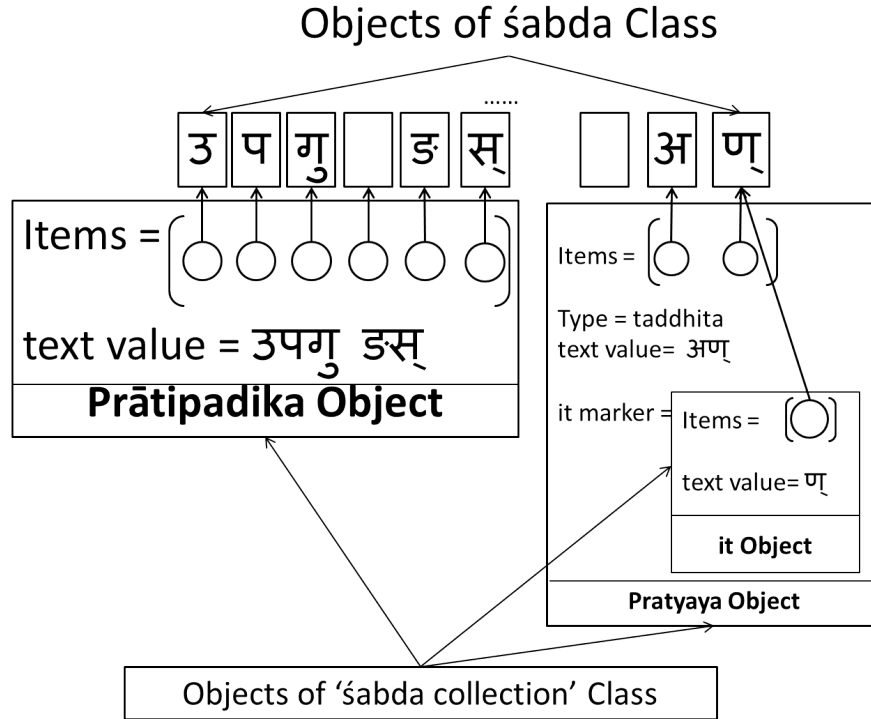 Objects of śabda Class
......
उ प गु ङ स् अ ण्
Items =
text value = उपगु ङस्
Prātipadika Object
Items =
Type = taddhita
text value= अण्
it marker =
Items =
text value= ण्
it Object
Pratyaya Object
Objects of ‘śabda collection’ Class